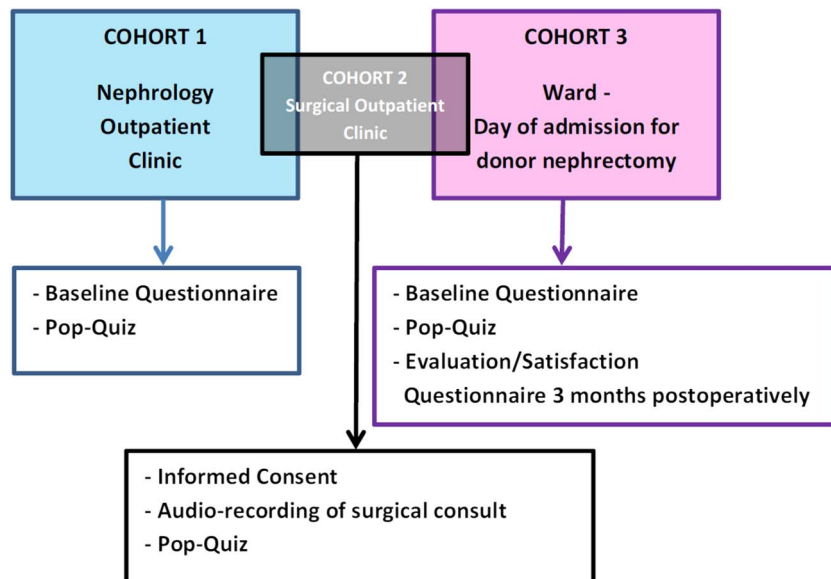 COHORT 1
Nephrology
Outpatient
Clinic
COHORT 2
Surgical Outpatient
Clinic
COHORT 3
Ward -
Day of admission for
donor nephrectomy
- Baseline Questionnaire
- Pop-Quiz
- Baseline Questionnaire
- Pop-Quiz
- Evaluation/Satisfaction
Questionnaire 3 months postoperatively
- Informed Consent
- Audio-recording of surgical consult
- Pop-Quiz